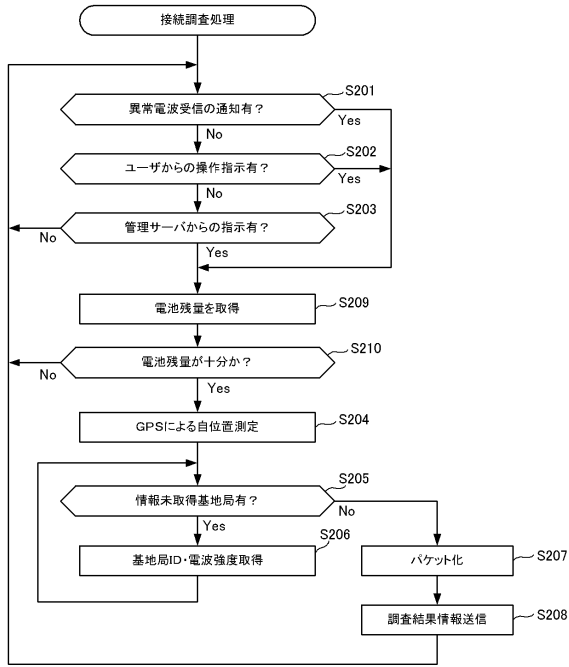 接続調査処理
S201
異常電波受信の通知有？
Yes
No
S202
ユーザからの操作指示有？
Yes
No
S203
管理サーバからの指示有？
No
Yes
S209
電池残量を取得
S210
電池残量が十分か？
No
Yes
S204
GPSによる自位置測定
S205
情報未取得基地局有？
No
Yes
S206
基地局ID・電波強度取得
S207
パケット化
S208
調査結果情報送信